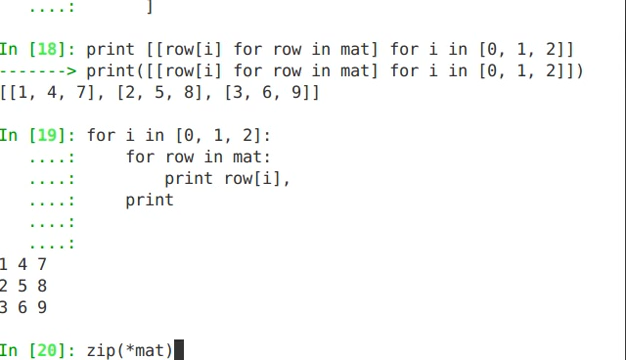 ....: ]
In [18]: print [[row[i] for row in mat] for i in [0, 1, 2]]
-------> print([[row[i] for row in mat] for i in [0, 1, 2]])
[[1, 4, 7], [2, 5, 8], [3, 6, 9]]
In [19]: for i in [0, 1, 2]:
....: for row in mat:
....: print row[i],
....: print
....:
....:
1 4 7
2 5 8
3 6 9
In [20]: zip(*mat)